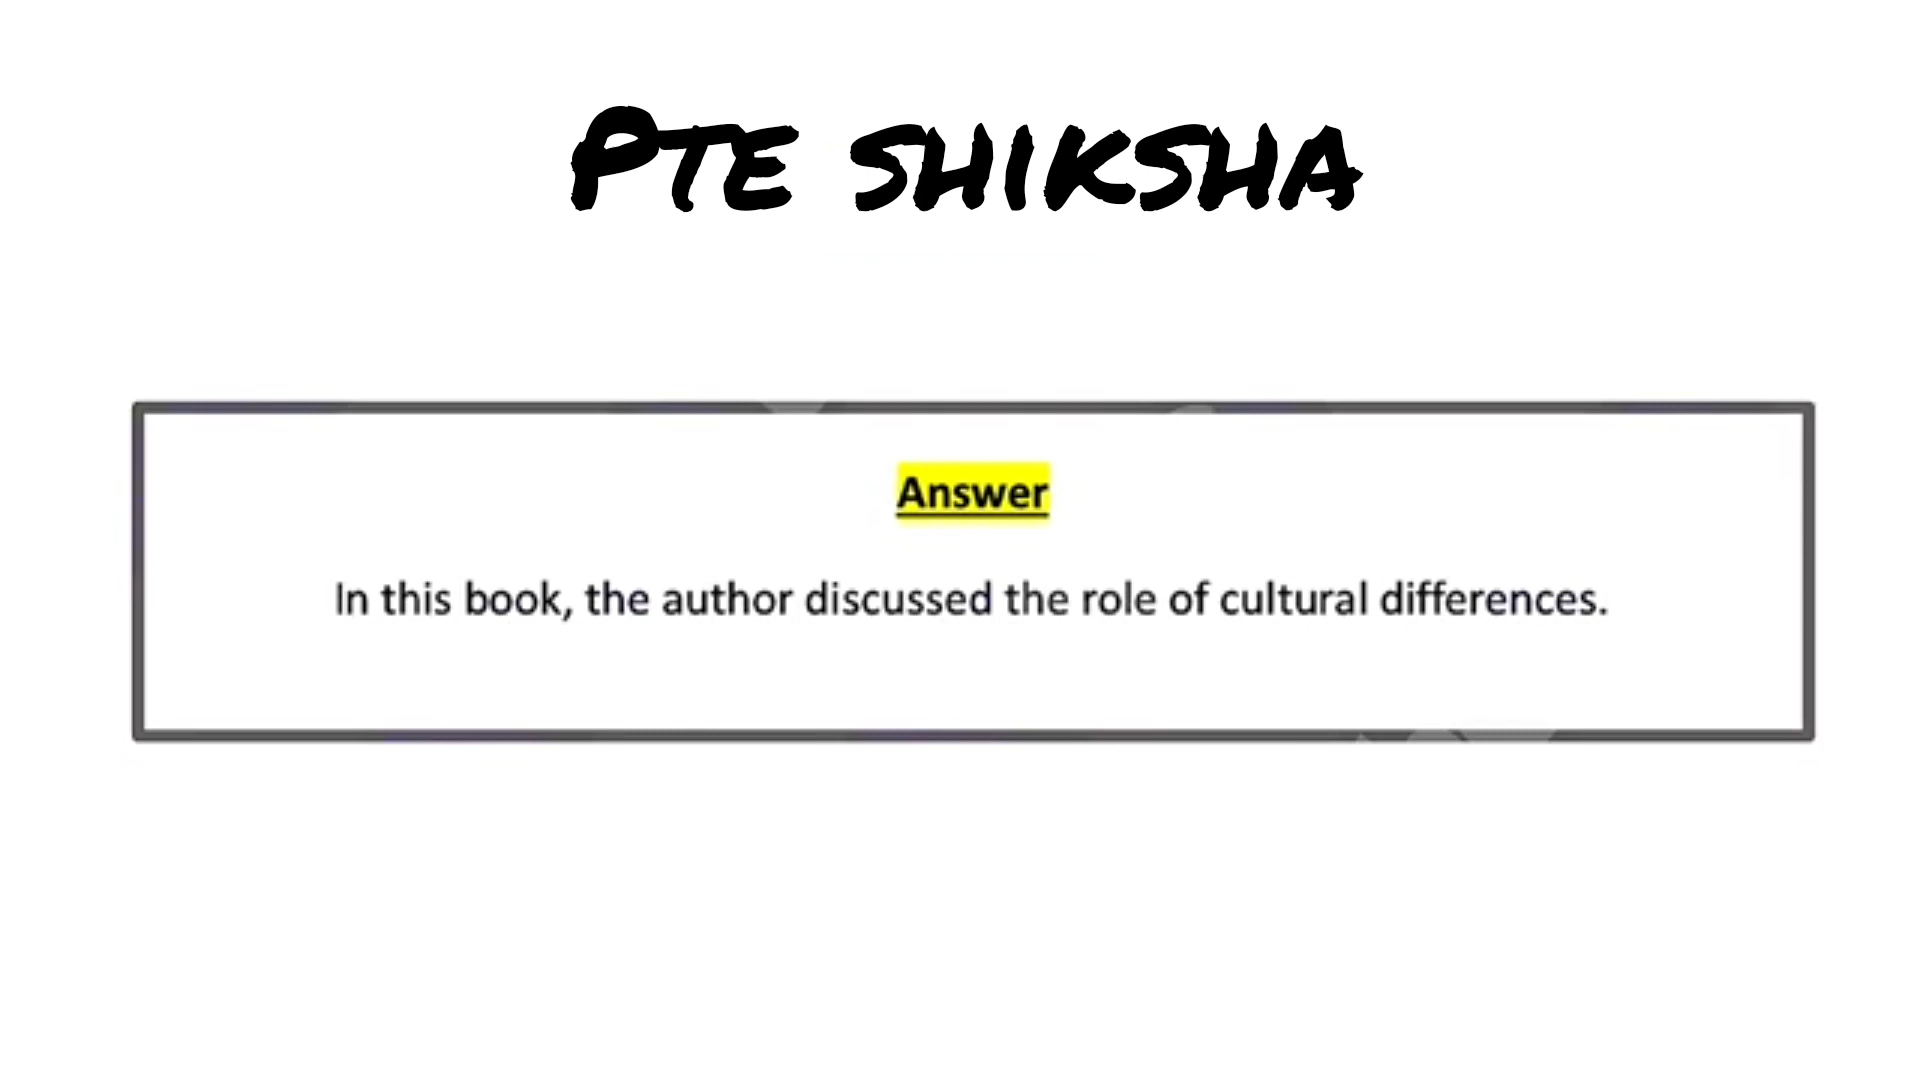 Pte shiksha
Answer
In this book, the author discussed the role of cultural differences.